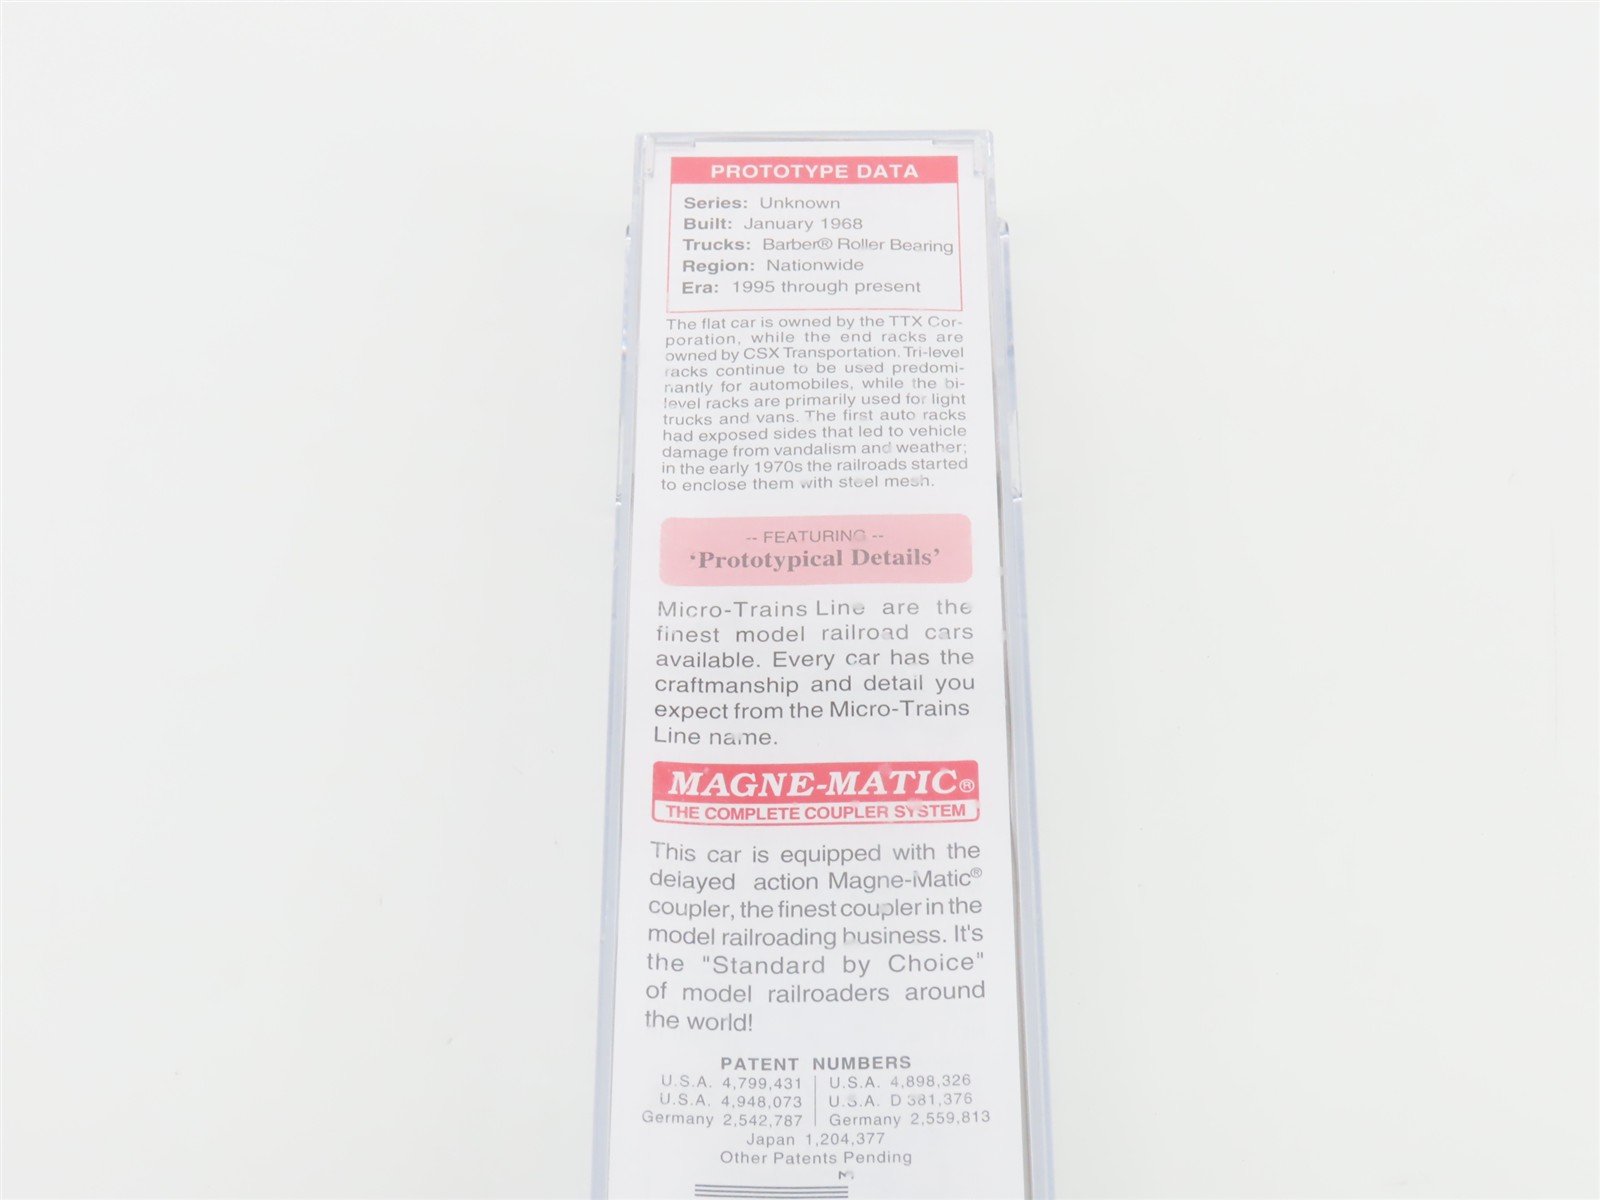 PROTOTYPE DATA
Series: Unknown
Built: January 1968
Trucks: Barber® Roller Bearing
Region: Nationwide
Era: 1995 through present
The flat car is owned by the TTX Cor-
poration, while the end racks are
owned by CSX Transportation. Tri-level
racks continue to be used predomi-
nantly for automobiles, while the bi-
level racks are primarily used for light
trucks and vans. The first auto racks
had exposed sides that led to vehicle
damage from vandalism and weather;
in the early 1970s the railroads started
to enclose them with steel mesh.
-- FEATURING --
'Prototypical Details'
Micro-Trains Line are the
finest model railroad cars
available. Every car has the
craftmanship and detail you
expect from the Micro-Trains
Line name.
MAGNE-MATIC®
THE COMPLETE COUPLER SYSTEM
This car is equipped with the
delayed action Magne-Matic®
coupler, the finest coupler in the
model railroading business. It's
the "Standard by Choice"
of model railroaders around
the world!
PATENT NUMBERS
U.S.A. 4,799,431 | U.S.A. 4,898,326
U.S.A. 4,948,073 | U.S.A. D 381,376
Germany 2,542,787 | Germany 2,559,813
Japan 1,204,377
Other Patents Pending